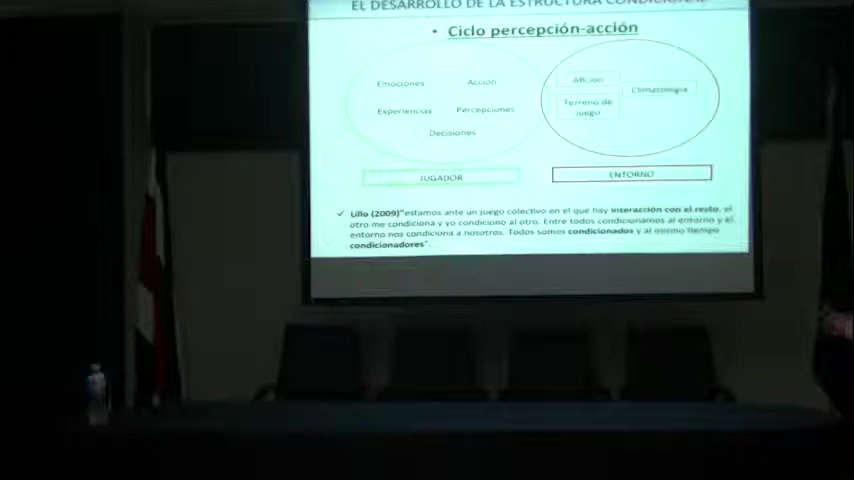 EL DESARROLLO DE LA ESTRUCTURA
• Ciclo percepción-acción
Emociones Acción
Experiencias Percepciones
Decisiones
Afición
Climatología
Terreno de
juego
JUGADOR
ENTORNO
✓ Lillo (2009)"estamos ante un juego colectivo en el que hay interacción con el resto, el
otro me condiciona y yo condiciono al otro. Entre todos condicionamos al entorno y el
entorno nos condiciona a nosotros. Todos somos condicionados y al mismo tiempo
condicionadores".